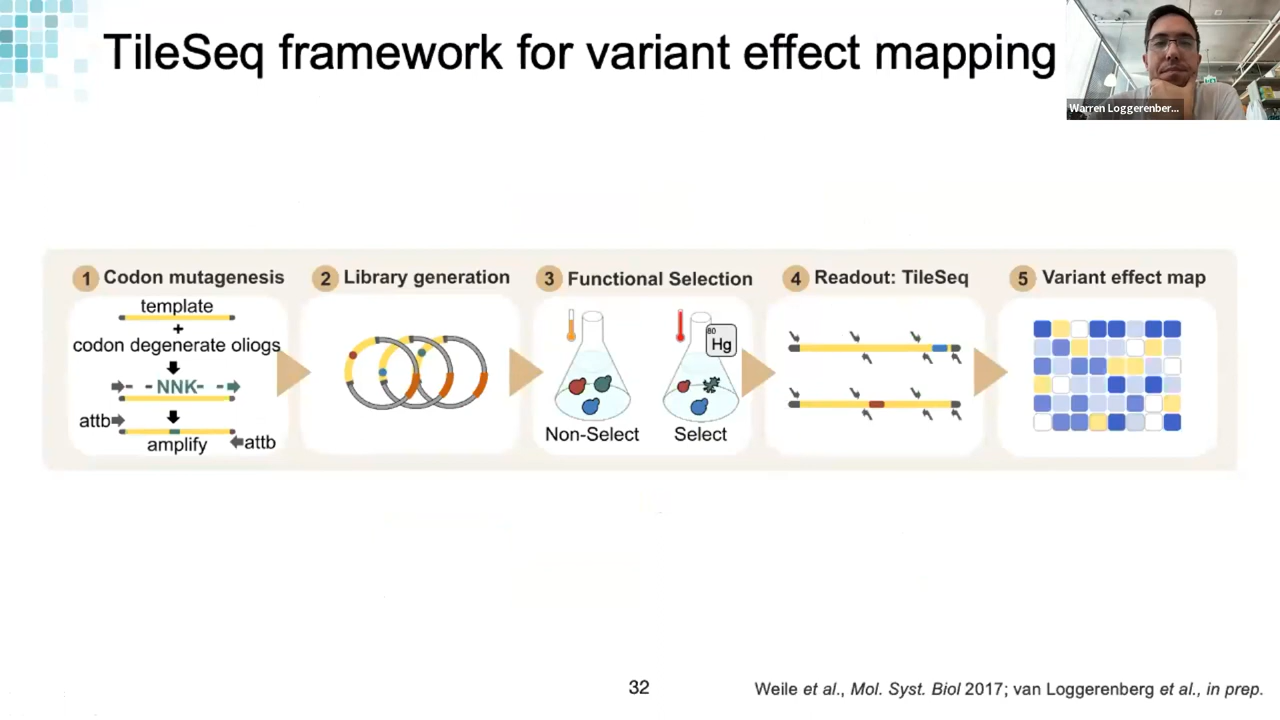 TileSeq framework for variant effect mapping
Warren Loggerenber...
1 Codon mutagenesis
template
+
codon degenerate oliogs
- -NNK- -
attb
amplify
attb
2 Library generation
3 Functional Selection
80
Hg
Non-Select
Select
4 Readout: TileSeq
5 Variant effect map
32
Weile et al., Mol. Syst. Biol 2017; van Loggerenberg et al., in prep.